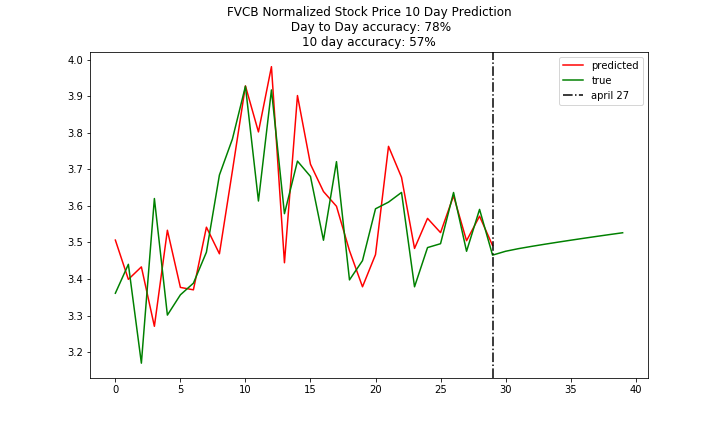 FVCB Normalized Stock Price 10 Day Prediction
Day to Day accuracy: 78%
10 day accuracy: 57%
predicted
true
april 27
4.0
3.9
3.8
3.7
3.6
3.5
3.4
3.3
3.2
0 5 10 15 20 25 30 35 40